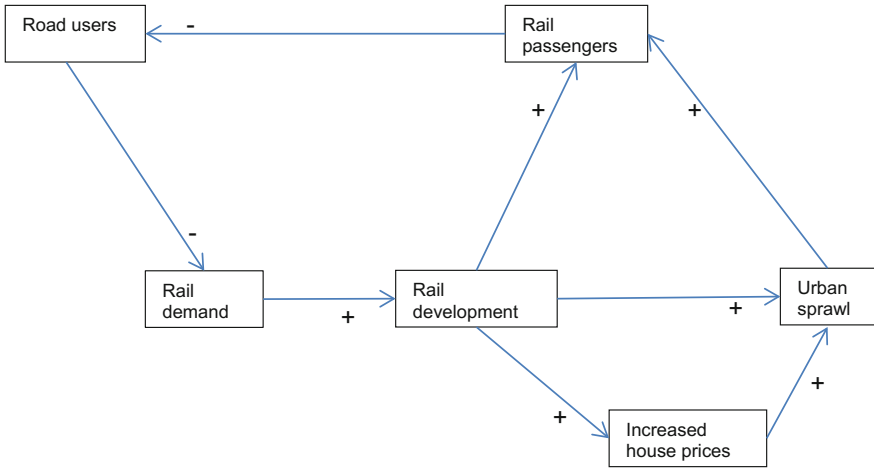 Road users
-
Rail
passengers
+
+
-
Rail
demand
+
Rail
development
+
Urban
sprawl
+
+
Increased
house prices